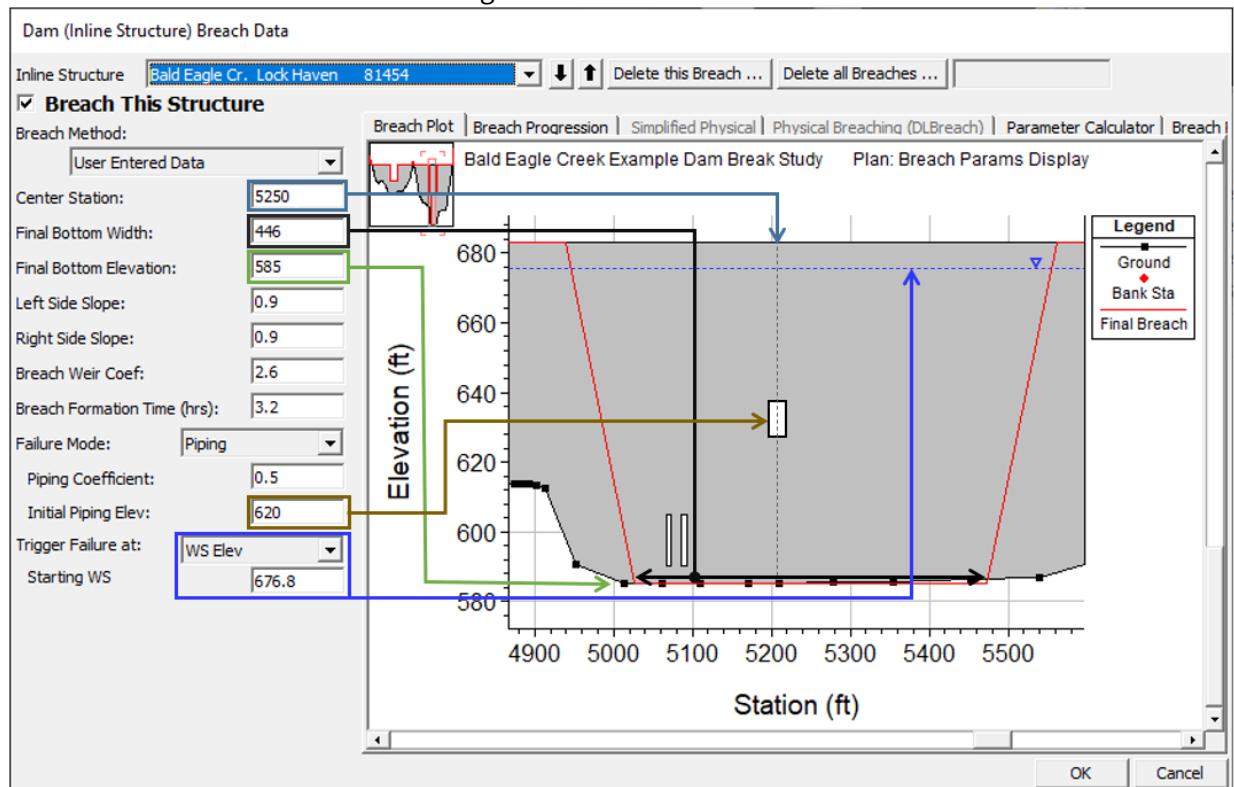 Dam (Inline Structure) Breach Data
Inline Structure Bald Eagle Cr. Lock Haven 81454 Delete this Breach ... Delete all Breaches ...
Breach This Structure
Breach Method:
User Entered Data
Center Station: 5250
Final Bottom Width: 446
Final Bottom Elevation: 585
Left Side Slope: 0.9
Right Side Slope: 0.9
Breach Weir Coef: 2.6
Breach Formation Time (hrs): 3.2
Failure Mode: Piping
Piping Coefficient: 0.5
Initial Piping Elev: 620
Trigger Failure at: WS Elev
Starting WS 676.8
Breach Plot Breach Progression Simplified Physical Physical Breaching (DLBreach) Parameter Calculator Breach
Bald Eagle Creek Example Dam Break Study Plan: Breach Params Display
Legend
Ground
Bank Sta
Final Breach
Elevation (ft)
680
660
640
620
600
580
4900 5000 5100 5200 5300 5400 5500
Station (ft)
OK Cancel